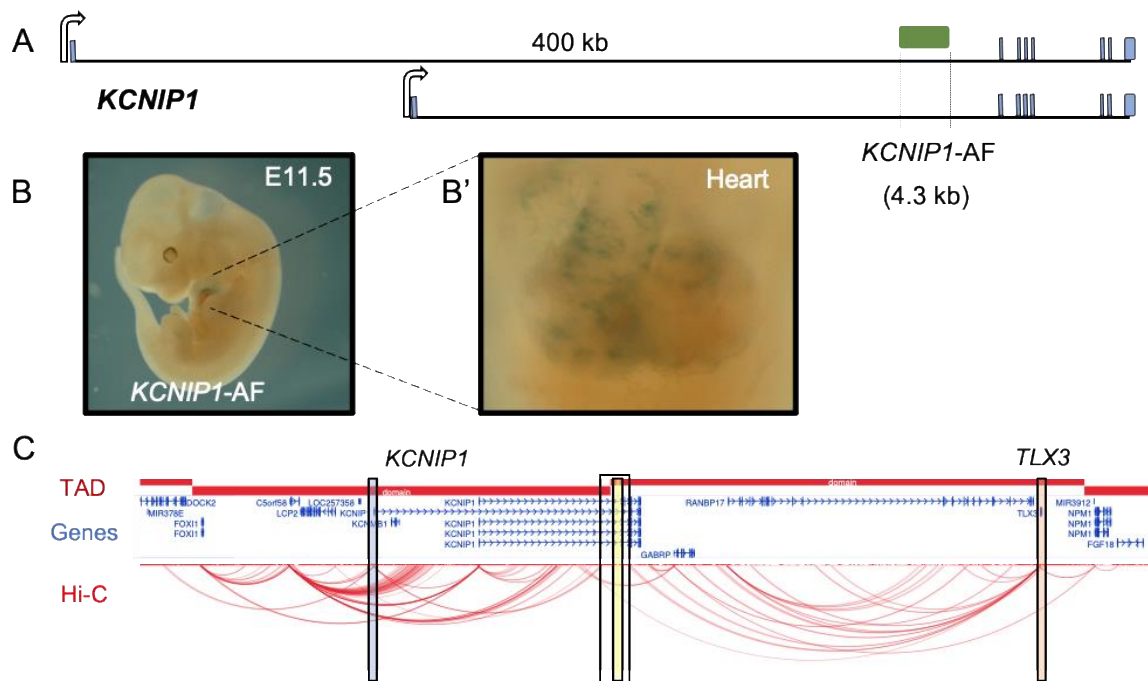 A
400 kb
KCNIP1
KCNIP1-AF
(4.3 kb)
B
E11.5
KCNIP1-AF
B'
Heart
C
KCNIP1
TLX3
TAD
domain
domain
Genes
DOCK2
C5orf58
LOC257358
KCNIP1
RANBP17
MIR3912
MIR378E
LCP2
KCNIP
TLX3
NPM1
FOXI1
KCNMB1
KCNIP1
NPM1
FOXI1
KCNIP1
NPM1
KCNIP1
GABRP
FGF18
Hi-C